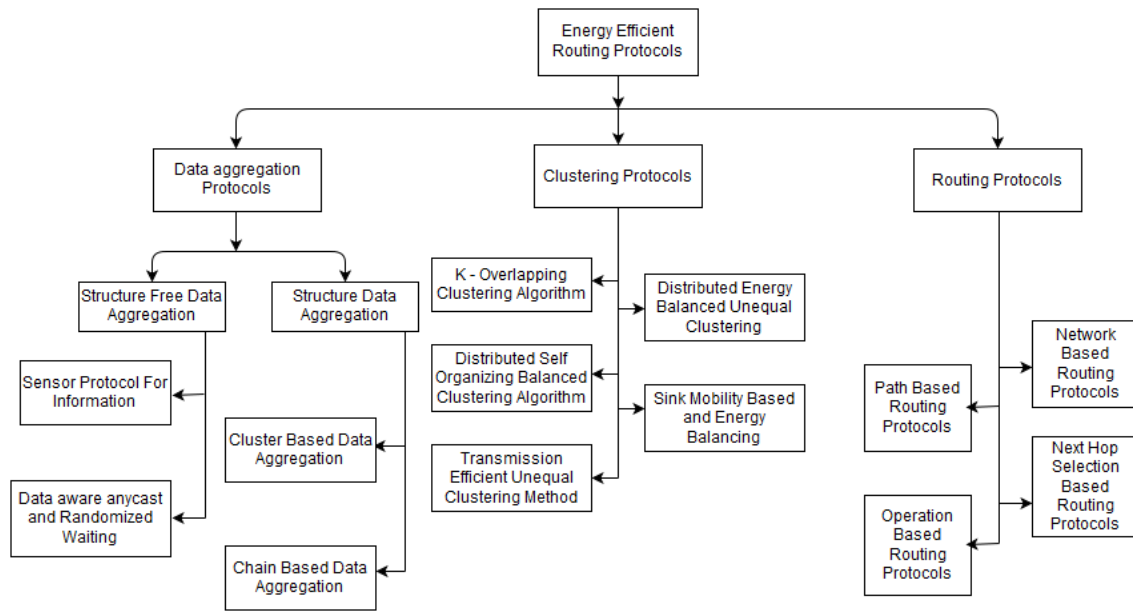 Energy Efficient
Routing Protocols
Data aggregation
Protocols
Clustering Protocols
Routing Protocols
Structure Free Data
Aggregation
Structure Data
Aggregation
K - Overlapping
Clustering Algorithm
Distributed Energy
Balanced Unequal
Clustering
Network
Based
Routing
Protocols
Sensor Protocol For
Information
Distributed Self
Organizing Balanced
Clustering Algorithm
Path Based
Routing
Protocols
Cluster Based Data
Aggregation
Sink Mobility Based
and Energy
Balancing
Next Hop
Selection
Based
Routing
Protocols
Data aware anycast
and Randomized
Waiting
Transmission
Efficient Unequal
Clustering Method
Operation
Based
Routing
Protocols
Chain Based Data
Aggregation